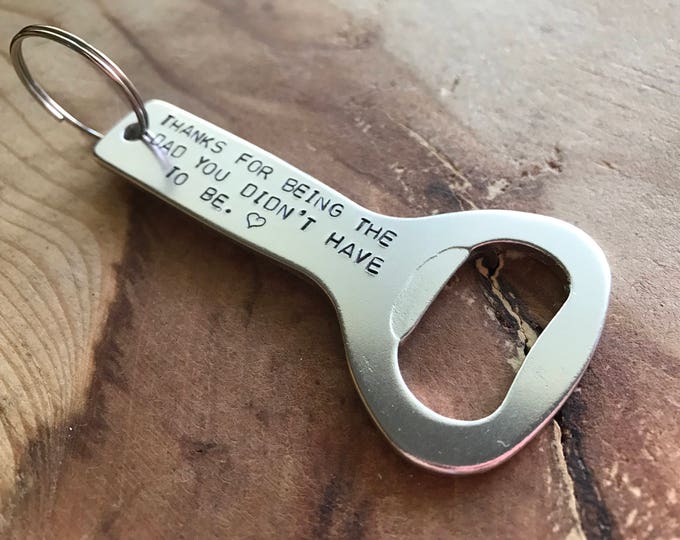 THANKS FOR BEING THE
DAD YOU DIDN'T HAVE
TO BE. ♡